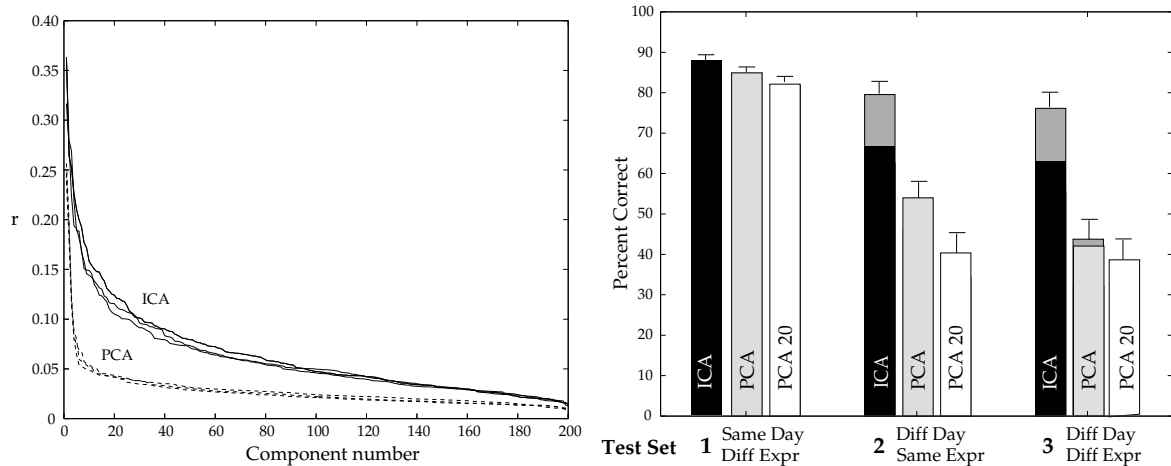 0.40
0.35
0.30
0.25
0.20
0.15
0.10
0.05
0
r
ICA
PCA
0 20 40 60 80 100 120 140 160 180 200
Component number
100
90
80
70
60
50
40
30
20
10
0
Percent Correct
ICA
PCA
PCA 20
ICA
PCA
PCA 20
ICA
PCA
PCA 20
Test Set
1 Same Day
Diff Expr
2 Diff Day
Same Expr
3 Diff Day
Diff Expr